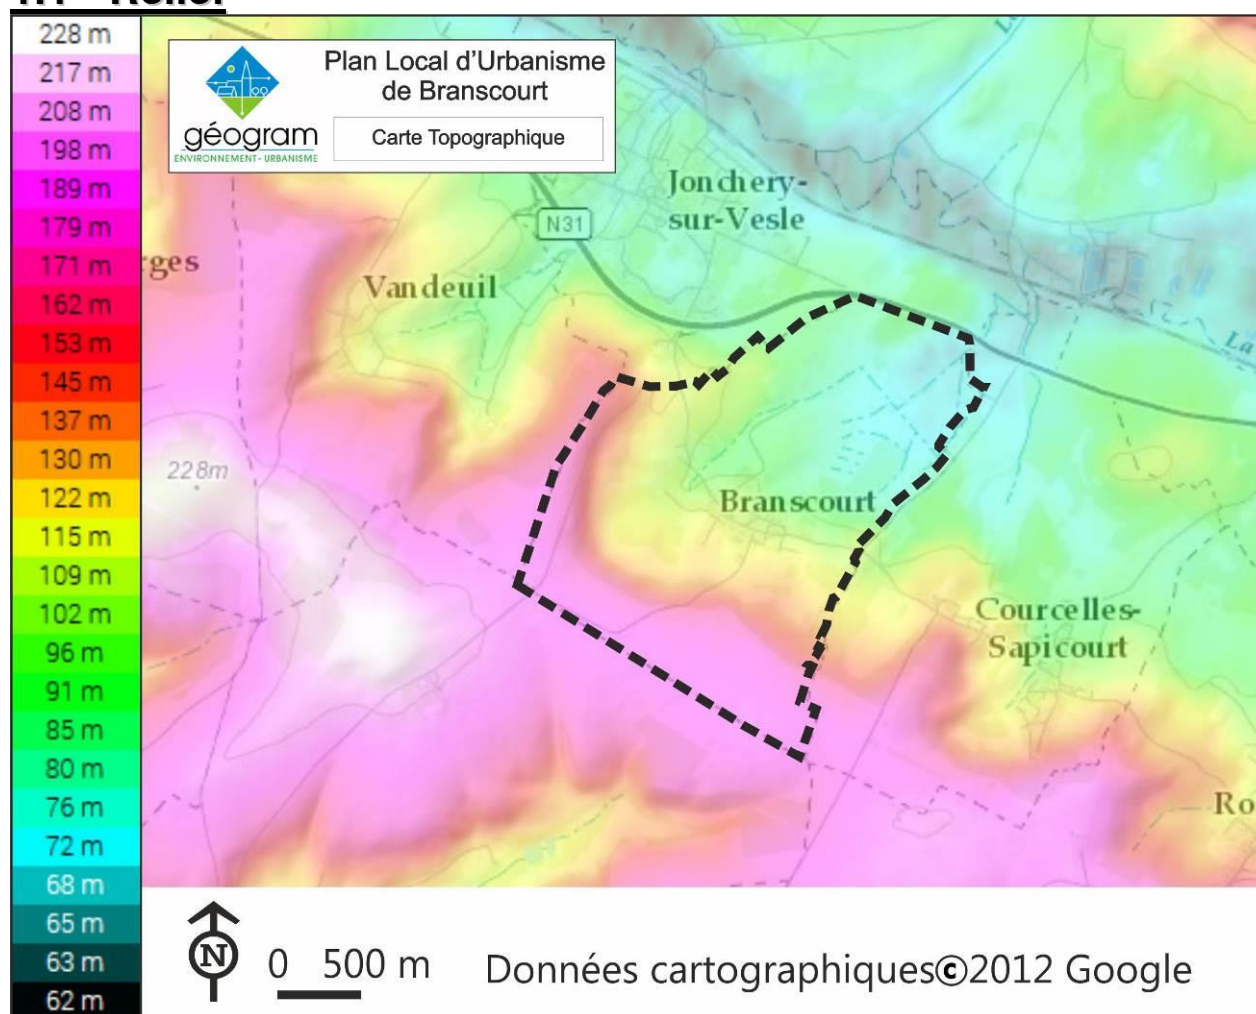 228 m
217 m
208 m
198 m
189 m
179 m
171 m
162 m
153 m
145 m
137 m
130 m
122 m
115 m
109 m
102 m
96 m
91 m
85 m
80 m
76 m
72 m
68 m
65 m
63 m
62 m
Plan Local d'Urbanisme
de Branscourt
géogram
ENVIRONNEMENT - URBANISME
Carte Topographique
Jonchery-
sur-Vesle
N31
rges
Vandeuil
La
228m
Branscourt
Courcelles-
Sapicourt
Ro
N
0 500 m
Données cartographiques©2012 Google